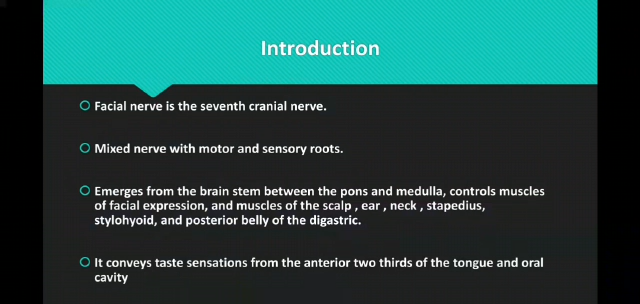 Introduction
Facial nerve is the seventh cranial nerve.
Mixed nerve with motor and sensory roots.
Emerges from the brain stem between the pons and medulla, controls muscles
of facial expression, and muscles of the scalp , ear , neck , stapedius,
stylohyoid, and posterior belly of the digastric.
It conveys taste sensations from the anterior two thirds of the tongue and oral
cavity